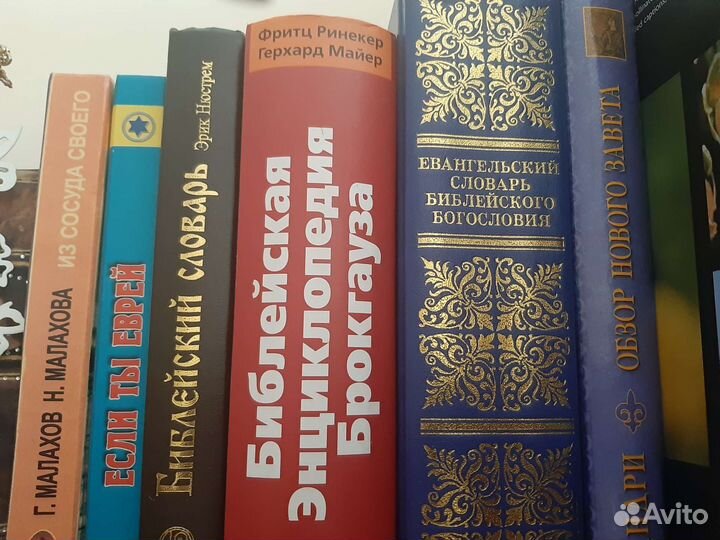 Г. МАЛАХОВ Н. МАЛАХОВА ИЗ СОСУДА СВОЕГО
ЕСЛИ ТЫ ЕВРЕЙ
БИБЛЕЙСКИЙ СЛОВАРЬ Эрик Нюстрем
Фритц Ринекер
Герхард Майер
Библейская
Энциклопедия
Брокгауза
ЕВАНГЕЛЬСКИЙ
СЛОВАРЬ
БИБЛЕЙСКОГО
БОГОСЛОВИЯ
ОБЗОР НОВОГО ЗАВЕТА
Avito